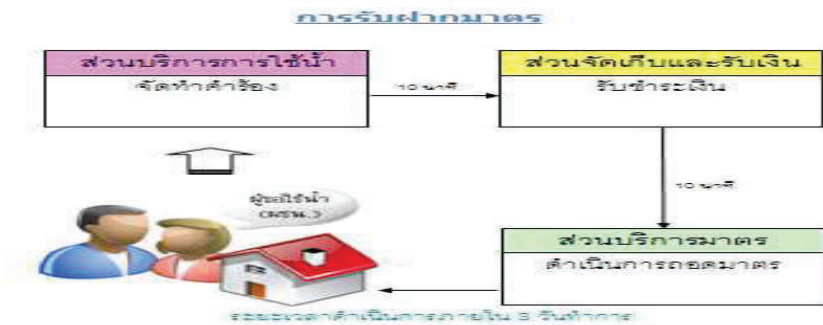 การรับฝากมาตร
ส่วนบริการการใช้น้ำ
จัดทำคำร้อง
10 นาที
ส่วนจัดเก็บและรับเงิน
รับชำระเงิน
10 นาที
ผู้ขอใช้น้ำ
(ผขน.)
ส่วนบริการมาตร
ดำเนินการถอดมาตร
ระยะเวลาดำเนินการภายใน 3 วันทำการ